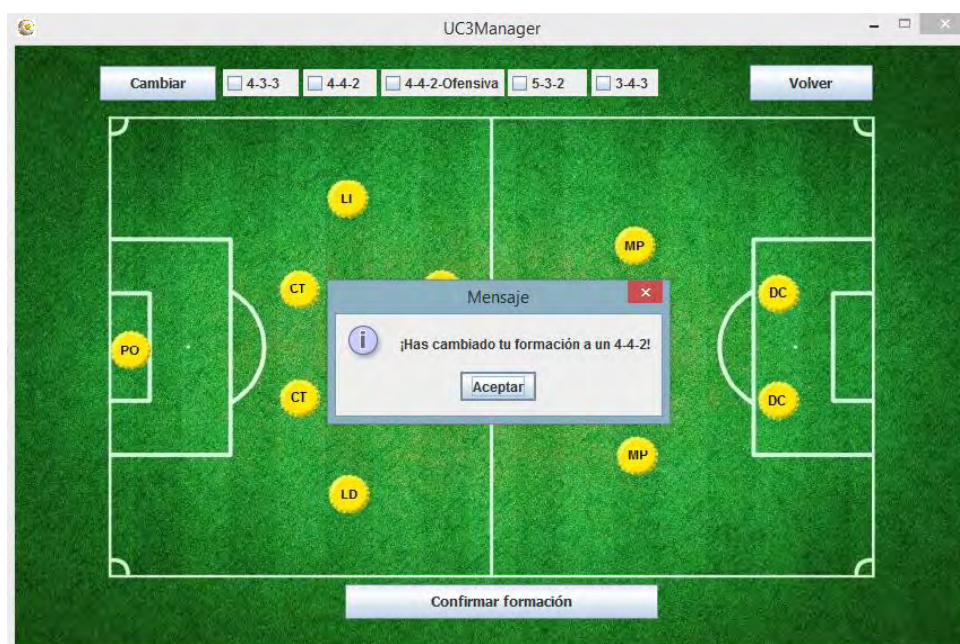 UC3Manager
Cambiar 4-3-3 4-4-2 4-4-2-Ofensiva 5-3-2 3-4-3 Volver
LI
MP
CT
DC
Mensaje
PO
¡Has cambiado tu formación a un 4-4-2!
Aceptar
CT
DC
MP
LD
Confirmar formación